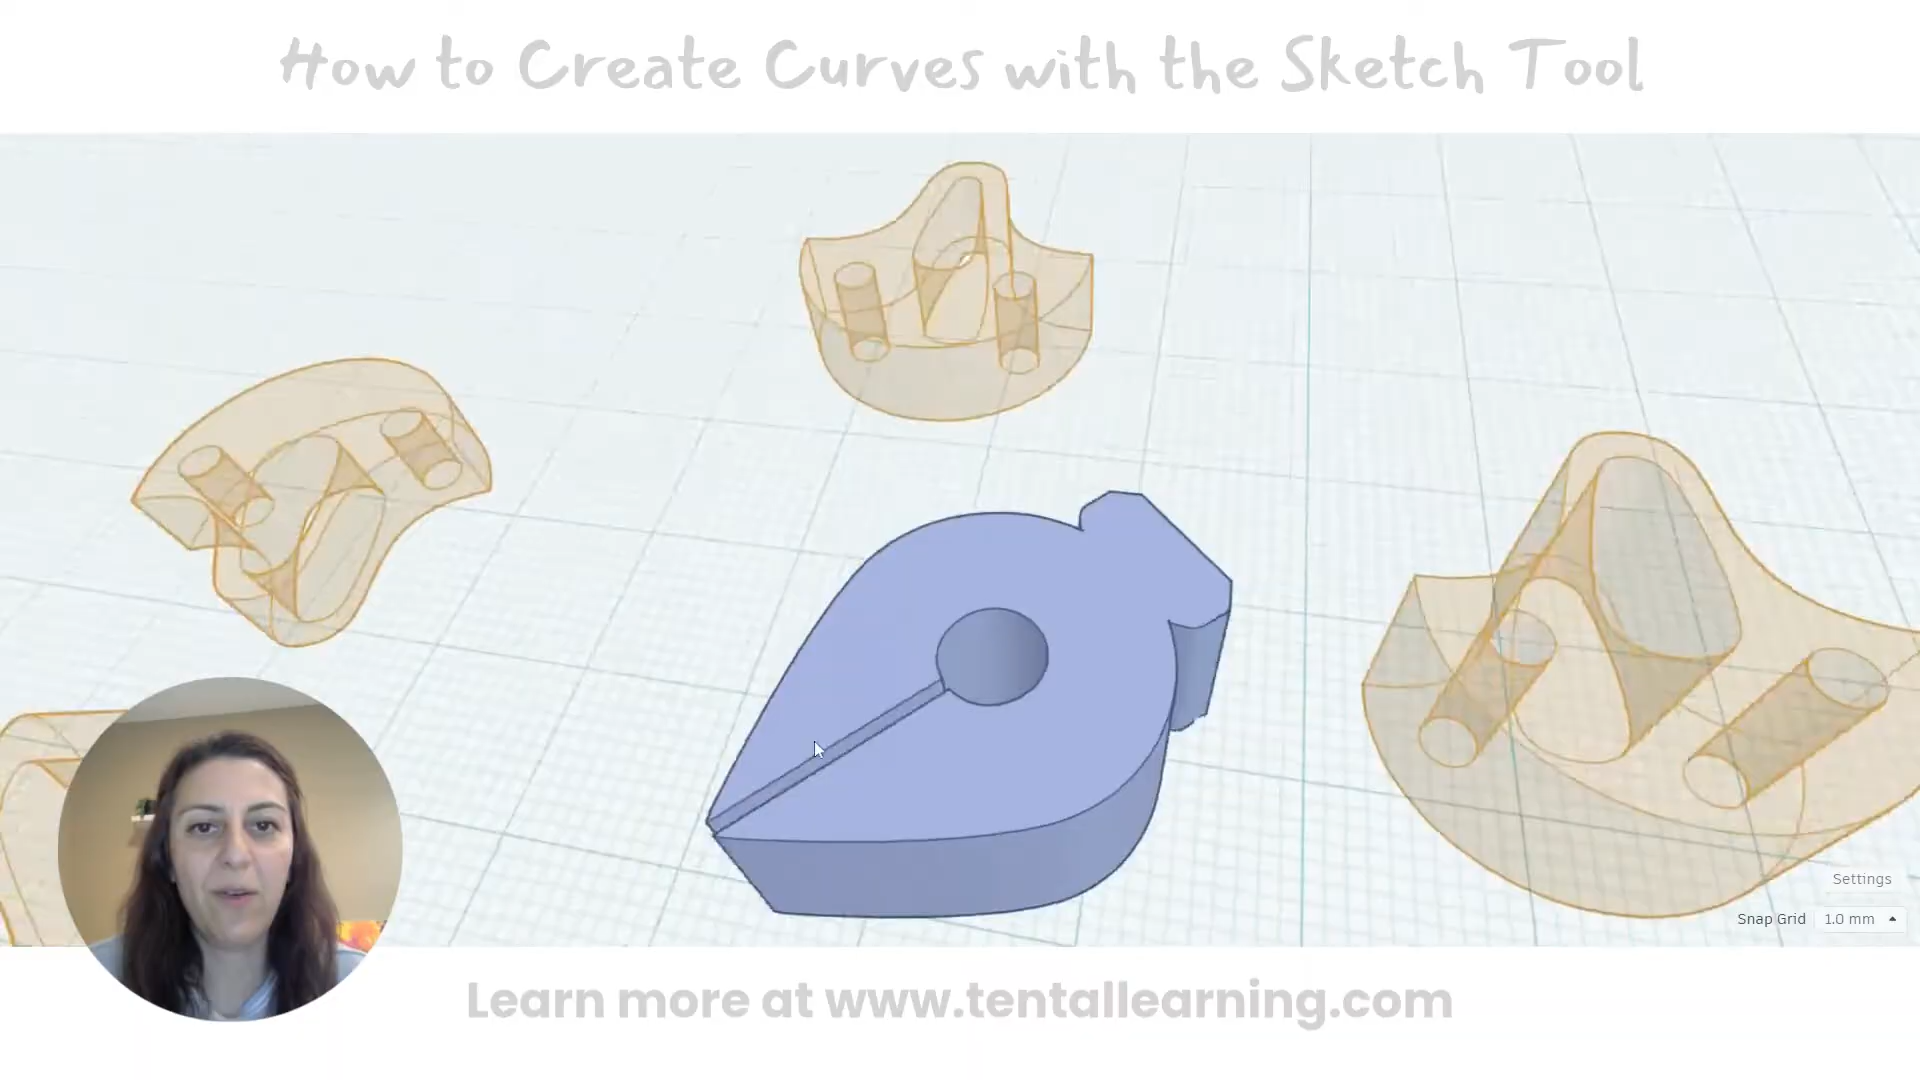 How to Create Curves with the Sketch Tool
Settings
Snap Grid 1.0 mm
Learn more at www.tentallearning.com